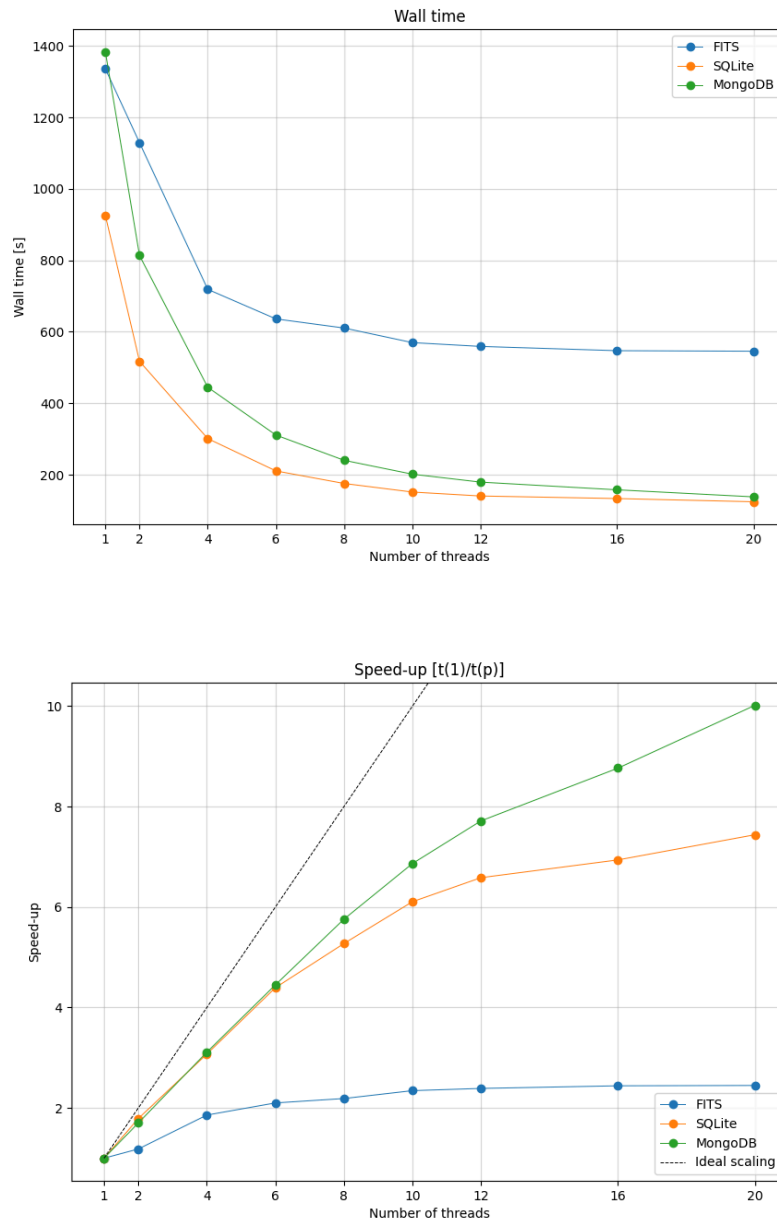 Wall time
1400
1200
1000
800
600
400
200
Wall time [s]
FITS
SQLite
MongoDB
1 2 4 6 8 10 12 16 20
Number of threads
Speed-up [t(1)/t(p)]
10
8
6
4
2
Speed-up
FITS
SQLite
MongoDB
Ideal scaling
1 2 4 6 8 10 12 16 20
Number of threads